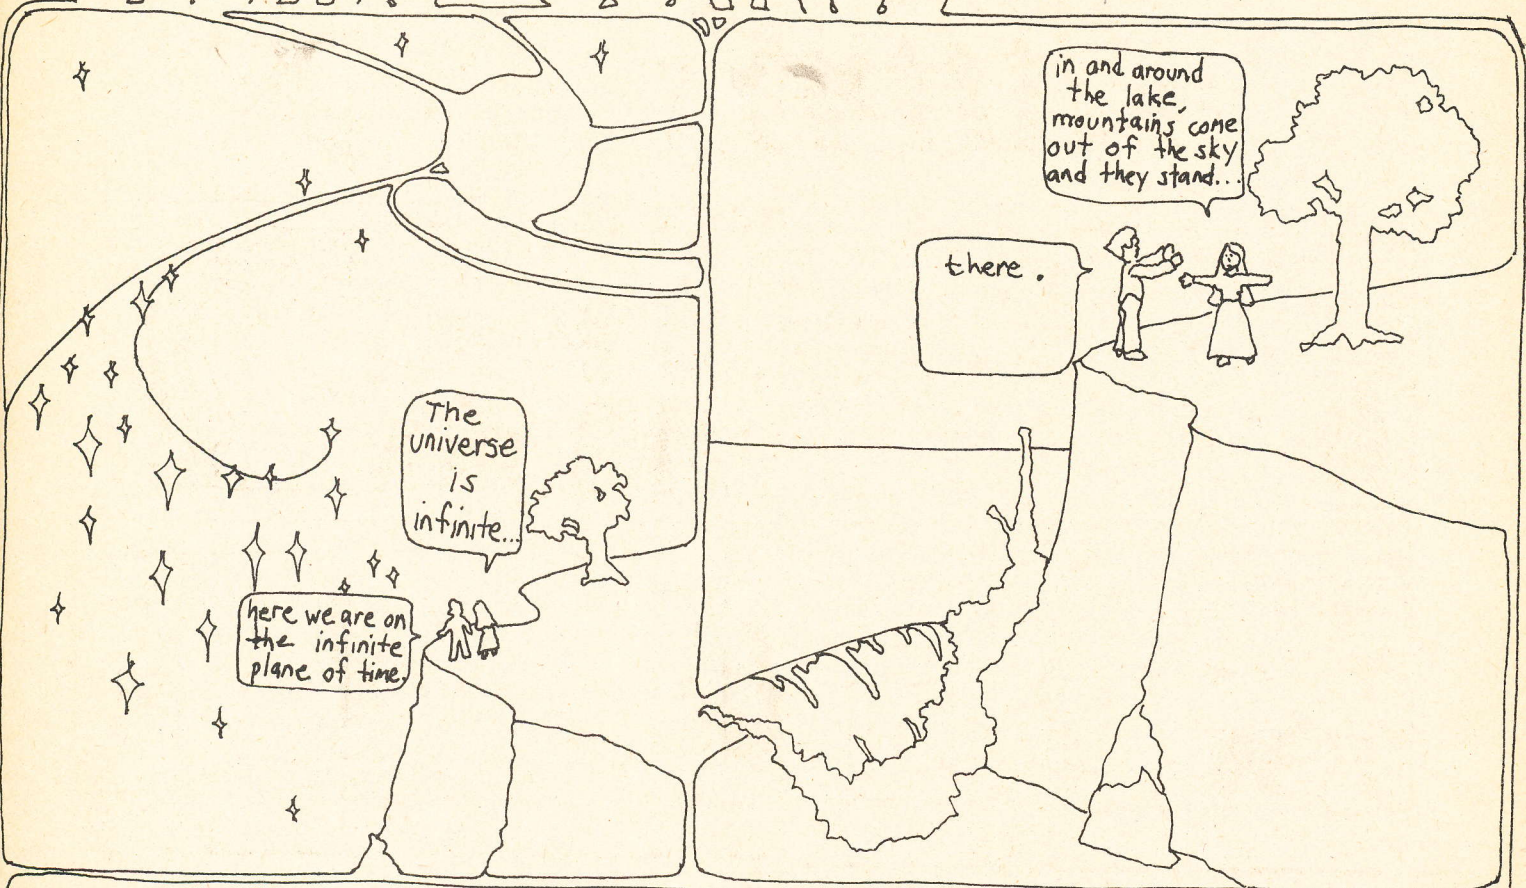 The
universe
is
infinite...
here we are on
the infinite
plane of time.
in and around
the lake,
mountains come
out of the sky
and they stand...
there.